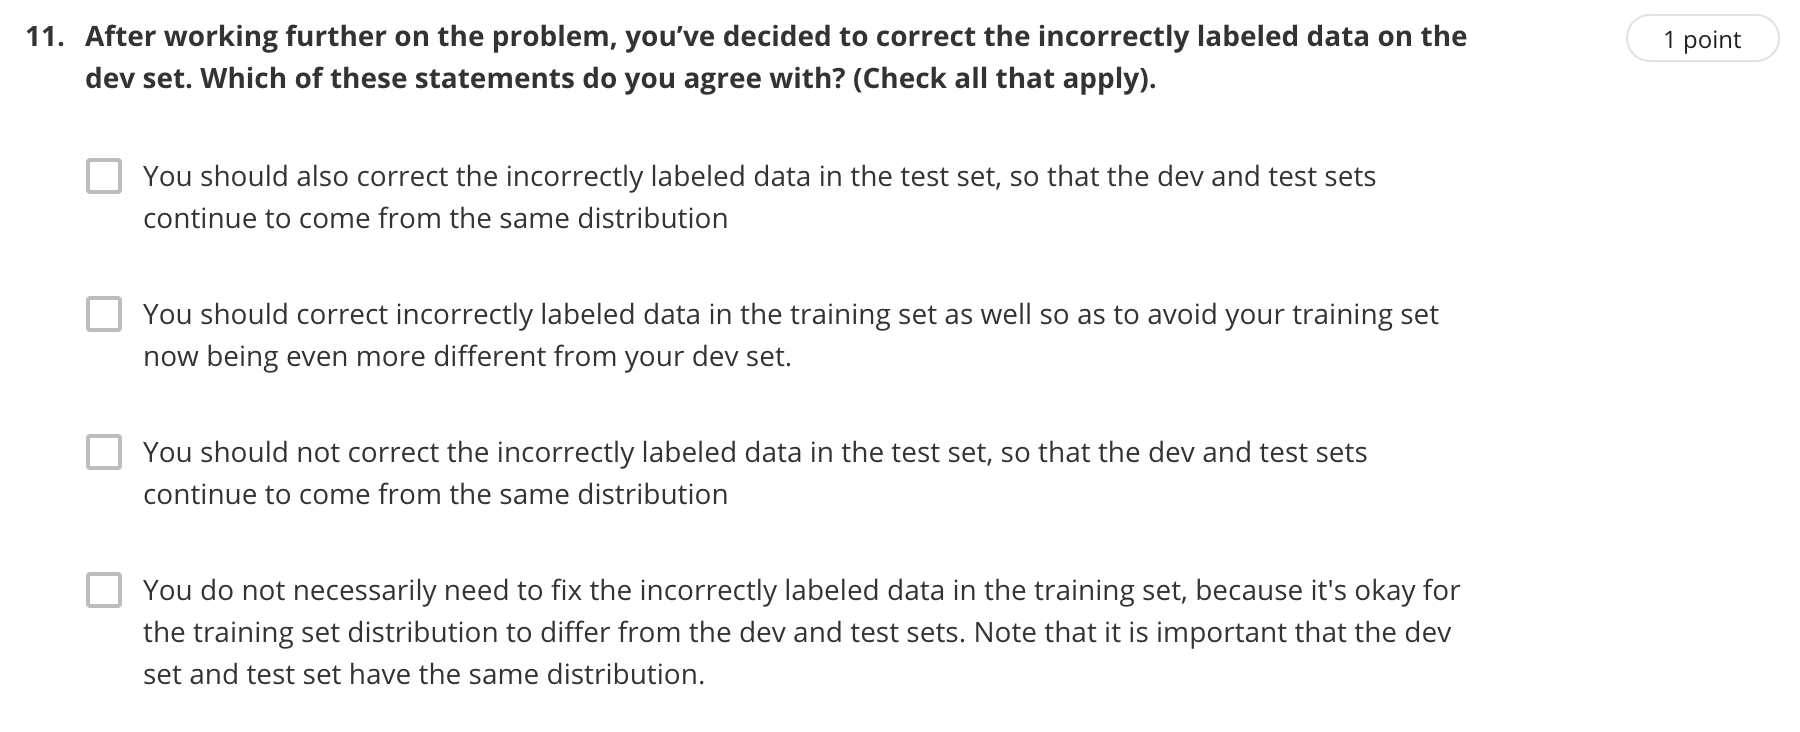 11. After working further on the problem, you’ve decided to correct the incorrectly labeled data on the
1 point
dev set. Which of these statements do you agree with? (Check all that apply).
You should also correct the incorrectly labeled data in the test set, so that the dev and test sets
continue to come from the same distribution
You should correct incorrectly labeled data in the training set as well so as to avoid your training set
now being even more different from your dev set.
You should not correct the incorrectly labeled data in the test set, so that the dev and test sets
continue to come from the same distribution
You do not necessarily need to fix the incorrectly labeled data in the training set, because it's okay for
the training set distribution to differ from the dev and test sets. Note that it is important that the dev
set and test set have the same distribution.